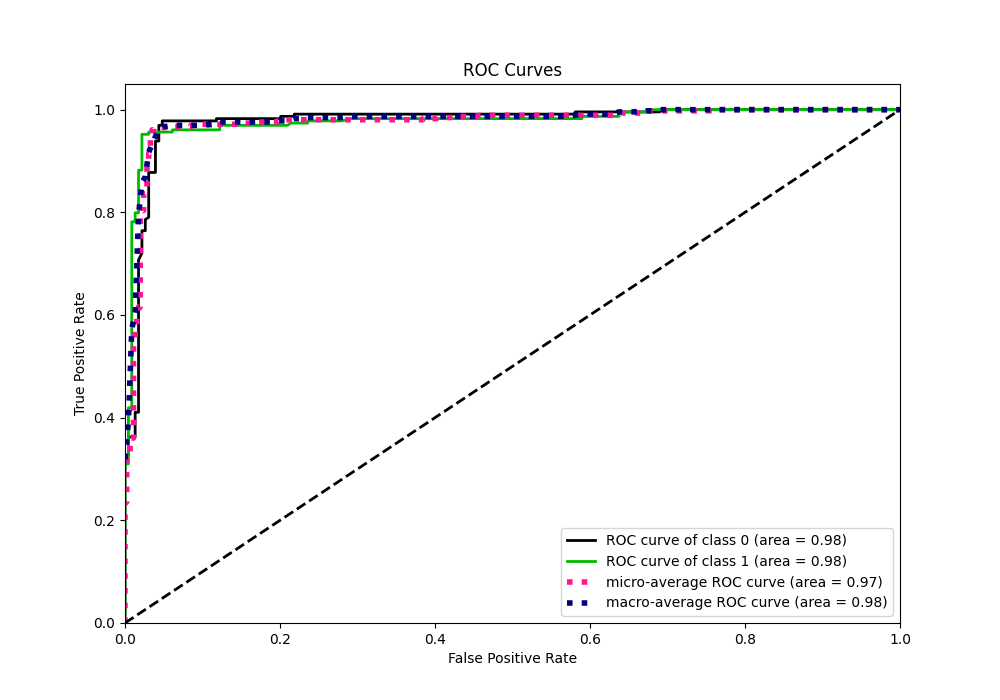 ROC Curves
True Positive Rate
1.0
0.8
0.6
0.4
0.2
0.0
0.0 0.2 0.4 0.6 0.8 1.0
False Positive Rate
ROC curve of class 0 (area = 0.98)
ROC curve of class 1 (area = 0.98)
micro-average ROC curve (area = 0.97)
macro-average ROC curve (area = 0.98)